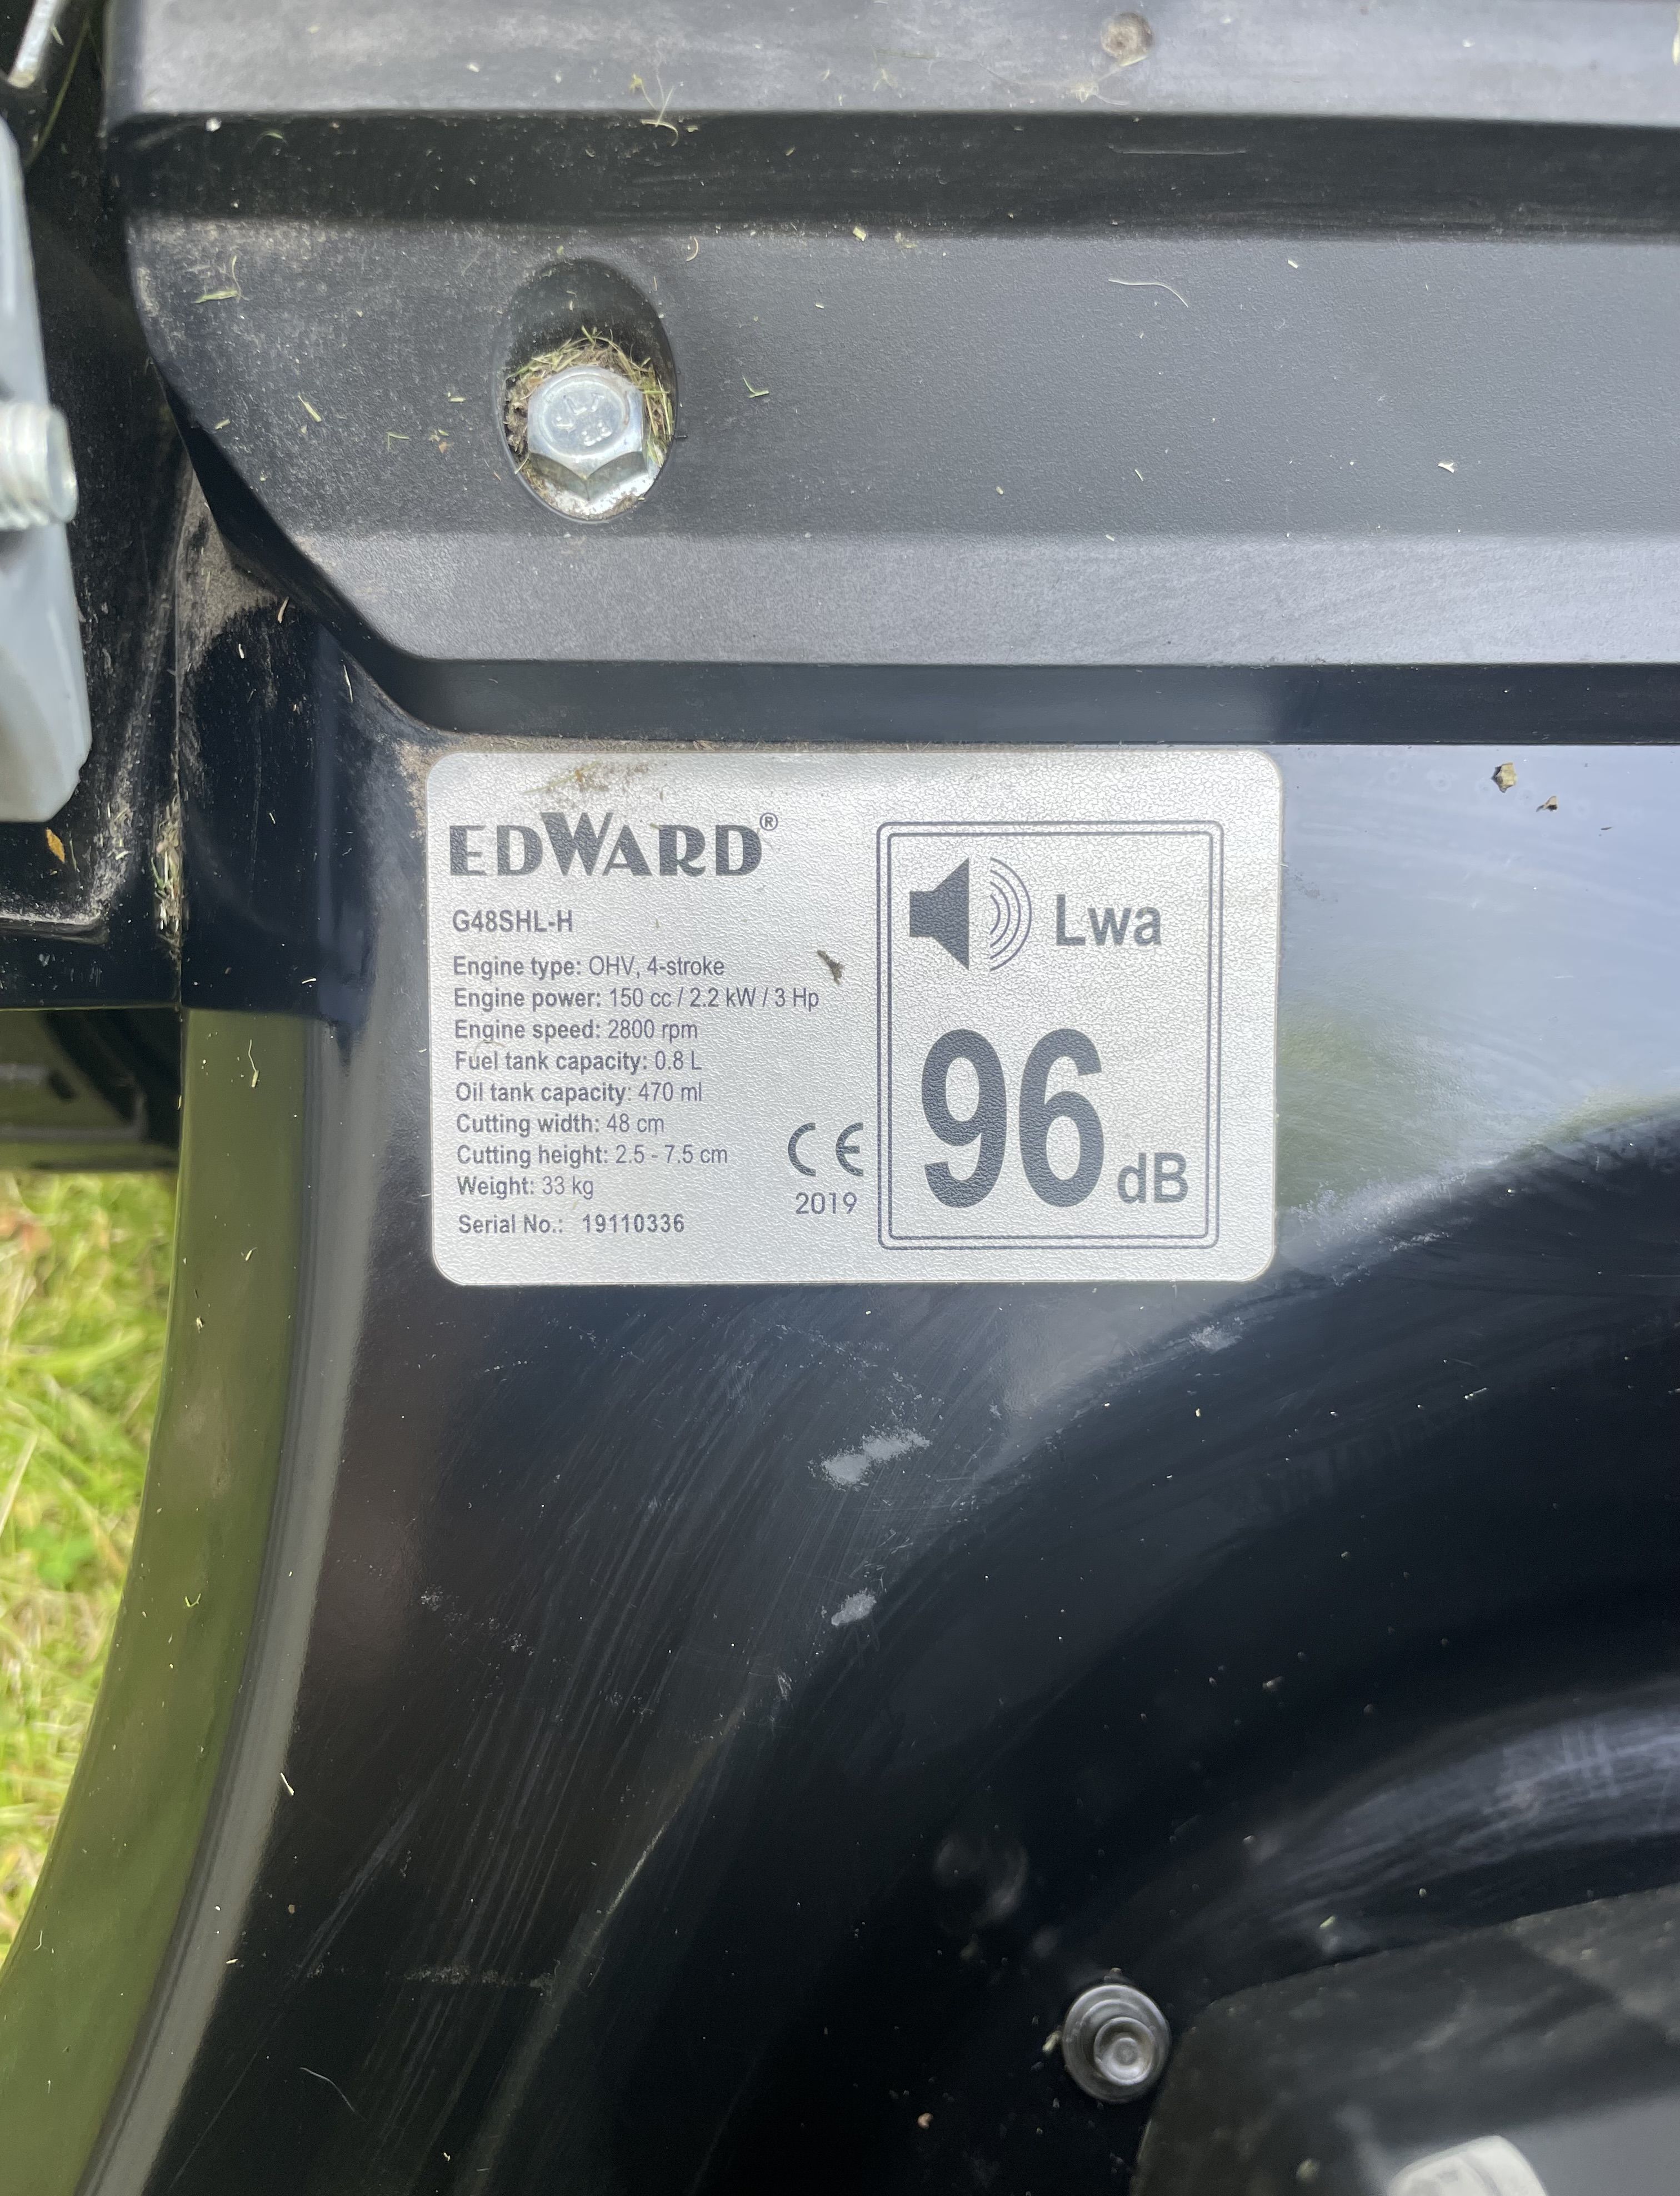 EDWARD®
G48SHL-H
Engine type: OHV, 4-stroke
Engine power: 150 cc / 2.2 kW / 3 Hp
Engine speed: 2800 rpm
Fuel tank capacity: 0.8 L
Oil tank capacity: 470 ml
Cutting width: 48 cm
Cutting height: 2.5 - 7.5 cm
Weight: 33 kg
Serial No.: 19110336
CE
2019
Lwa
96 dB